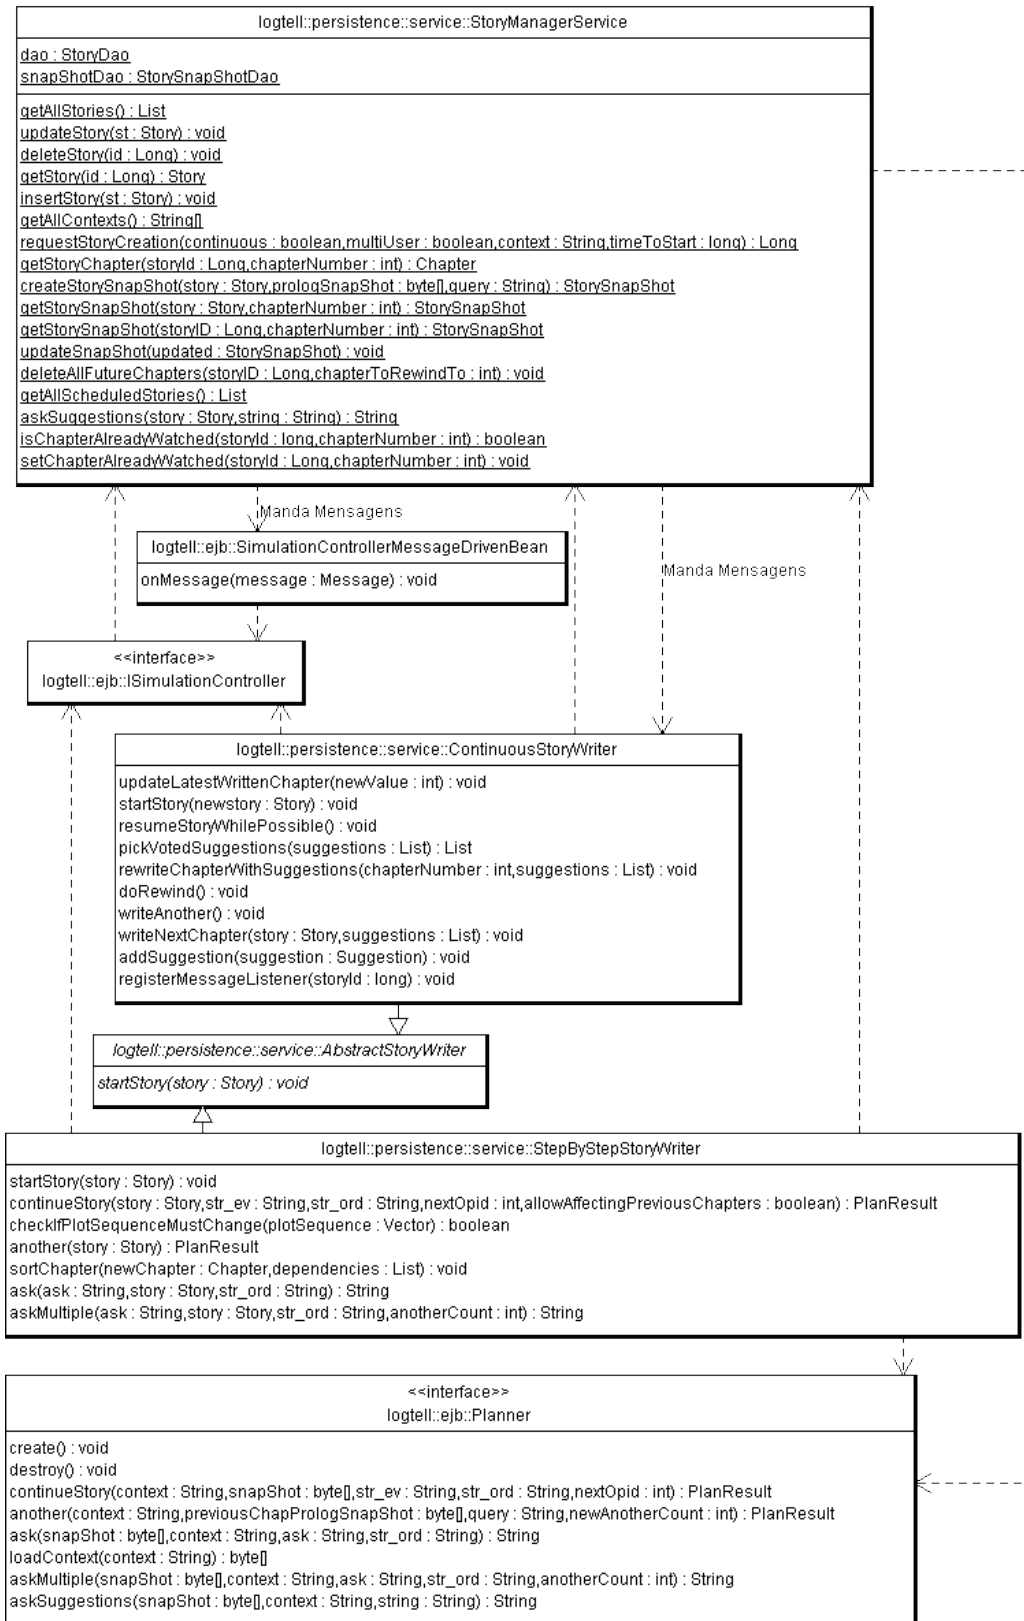 logtell::persistence::service::StoryManagerService
dao : StoryDao
snapShotDao : StorySnapShotDao
getAllStories() : List
updateStory(st : Story) : void
deleteStory(id : Long) : void
getStory(id : Long) : Story
insertStory(st : Story) : void
getAllContexts() : String[]
requestStoryCreation(continuous : boolean,multiUser : boolean,context : String,timeToStart : long) : Long
getStoryChapter(storyId : Long,chapterNumber : int) : Chapter
createStorySnapShot(story : Story,prologSnapShot : byte[],query : String) : StorySnapShot
getStorySnapShot(story : Story,chapterNumber : int) : StorySnapShot
getStorySnapShot(storyID : Long,chapterNumber : int) : StorySnapShot
updateSnapShot(updated : StorySnapShot) : void
deleteAllFutureChapters(storyID : Long,chapterToRewindTo : int) : void
getAllScheduledStories() : List
askSuggestions(story : Story,string : String) : String
isChapterAlreadyWatched(storyId : long,chapterNumber : int) : boolean
setChapterAlreadyWatched(storyId : Long,chapterNumber : int) : void
Manda Mensagens
logtell::ejb::SimulationControllerMessageDrivenBean
onMessage(message : Message) : void
Manda Mensagens
<<interface>>
logtell::ejb::ISimulationController
logtell::persistence::service::ContinuousStoryWriter
updateLatestWrittenChapter(newValue : int) : void
startStory(newstory : Story) : void
resumeStoryWhilePossible() : void
pickVotedSuggestions(suggestions : List) : List
rewriteChapterWithSuggestions(chapterNumber : int,suggestions : List) : void
doRewind() : void
writeAnother() : void
writeNextChapter(story : Story,suggestions : List) : void
addSuggestion(suggestion : Suggestion) : void
registerMessageListener(storyId : long) : void
logtell::persistence::service::AbstractStoryWriter
startStory(story : Story) : void
logtell::persistence::service::StepByStepStoryWriter
startStory(story : Story) : void
continueStory(story : Story,str_ev : String,str_ord : String,nextOpid : int,allowAffectingPreviousChapters : boolean) : PlanResult
checkIfPlotSequenceMustChange(plotSequence : Vector) : boolean
another(story : Story) : PlanResult
sortChapter(newChapter : Chapter,dependencies : List) : void
ask(ask : String,story : Story,str_ord : String) : String
askMultiple(ask : String,story : Story,str_ord : String,anotherCount : int) : String
<<interface>>
logtell::ejb::Planner
create() : void
destroy() : void
continueStory(context : String,snapShot : byte[],str_ev : String,str_ord : String,nextOpid : int) : PlanResult
another(context : String,previousChapPrologSnapShot : byte[],query : String,newAnotherCount : int) : PlanResult
ask(snapShot : byte[],context : String,ask : String,str_ord : String) : String
loadContext(context : String) : byte[]
askMultiple(snapShot : byte[],context : String,ask : String,str_ord : String,anotherCount : int) : String
askSuggestions(snapShot : byte[],context : String,string : String) : String